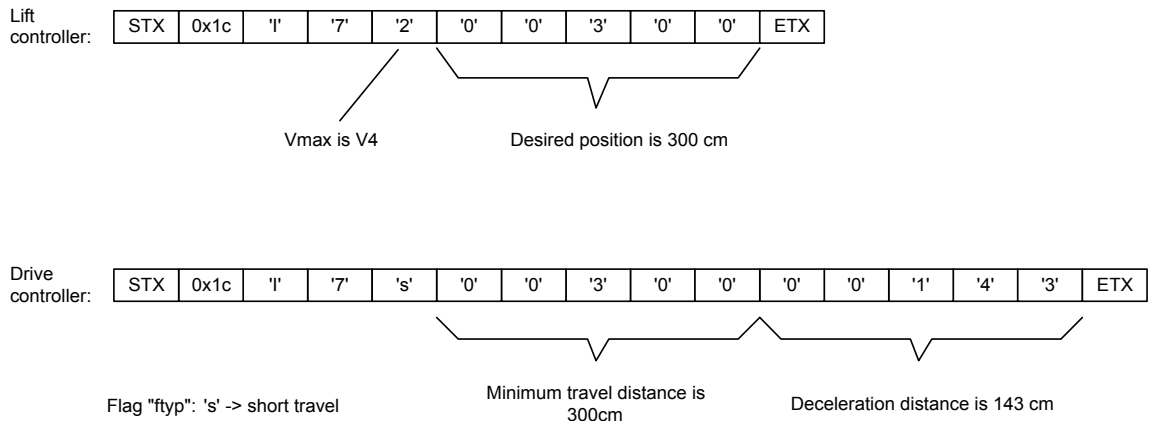 Lift
controller:
STX 0x1c 'I' '7' '2' '0' '0' '3' '0' '0' ETX
Vmax is V4
Desired position is 300 cm
Drive
controller:
STX 0x1c 'I' '7' 's' '0' '0' '3' '0' '0' '0' '0' '1' '4' '3' ETX
Flag "ftyp": 's' -> short travel
Minimum travel distance is
300cm
Deceleration distance is 143 cm